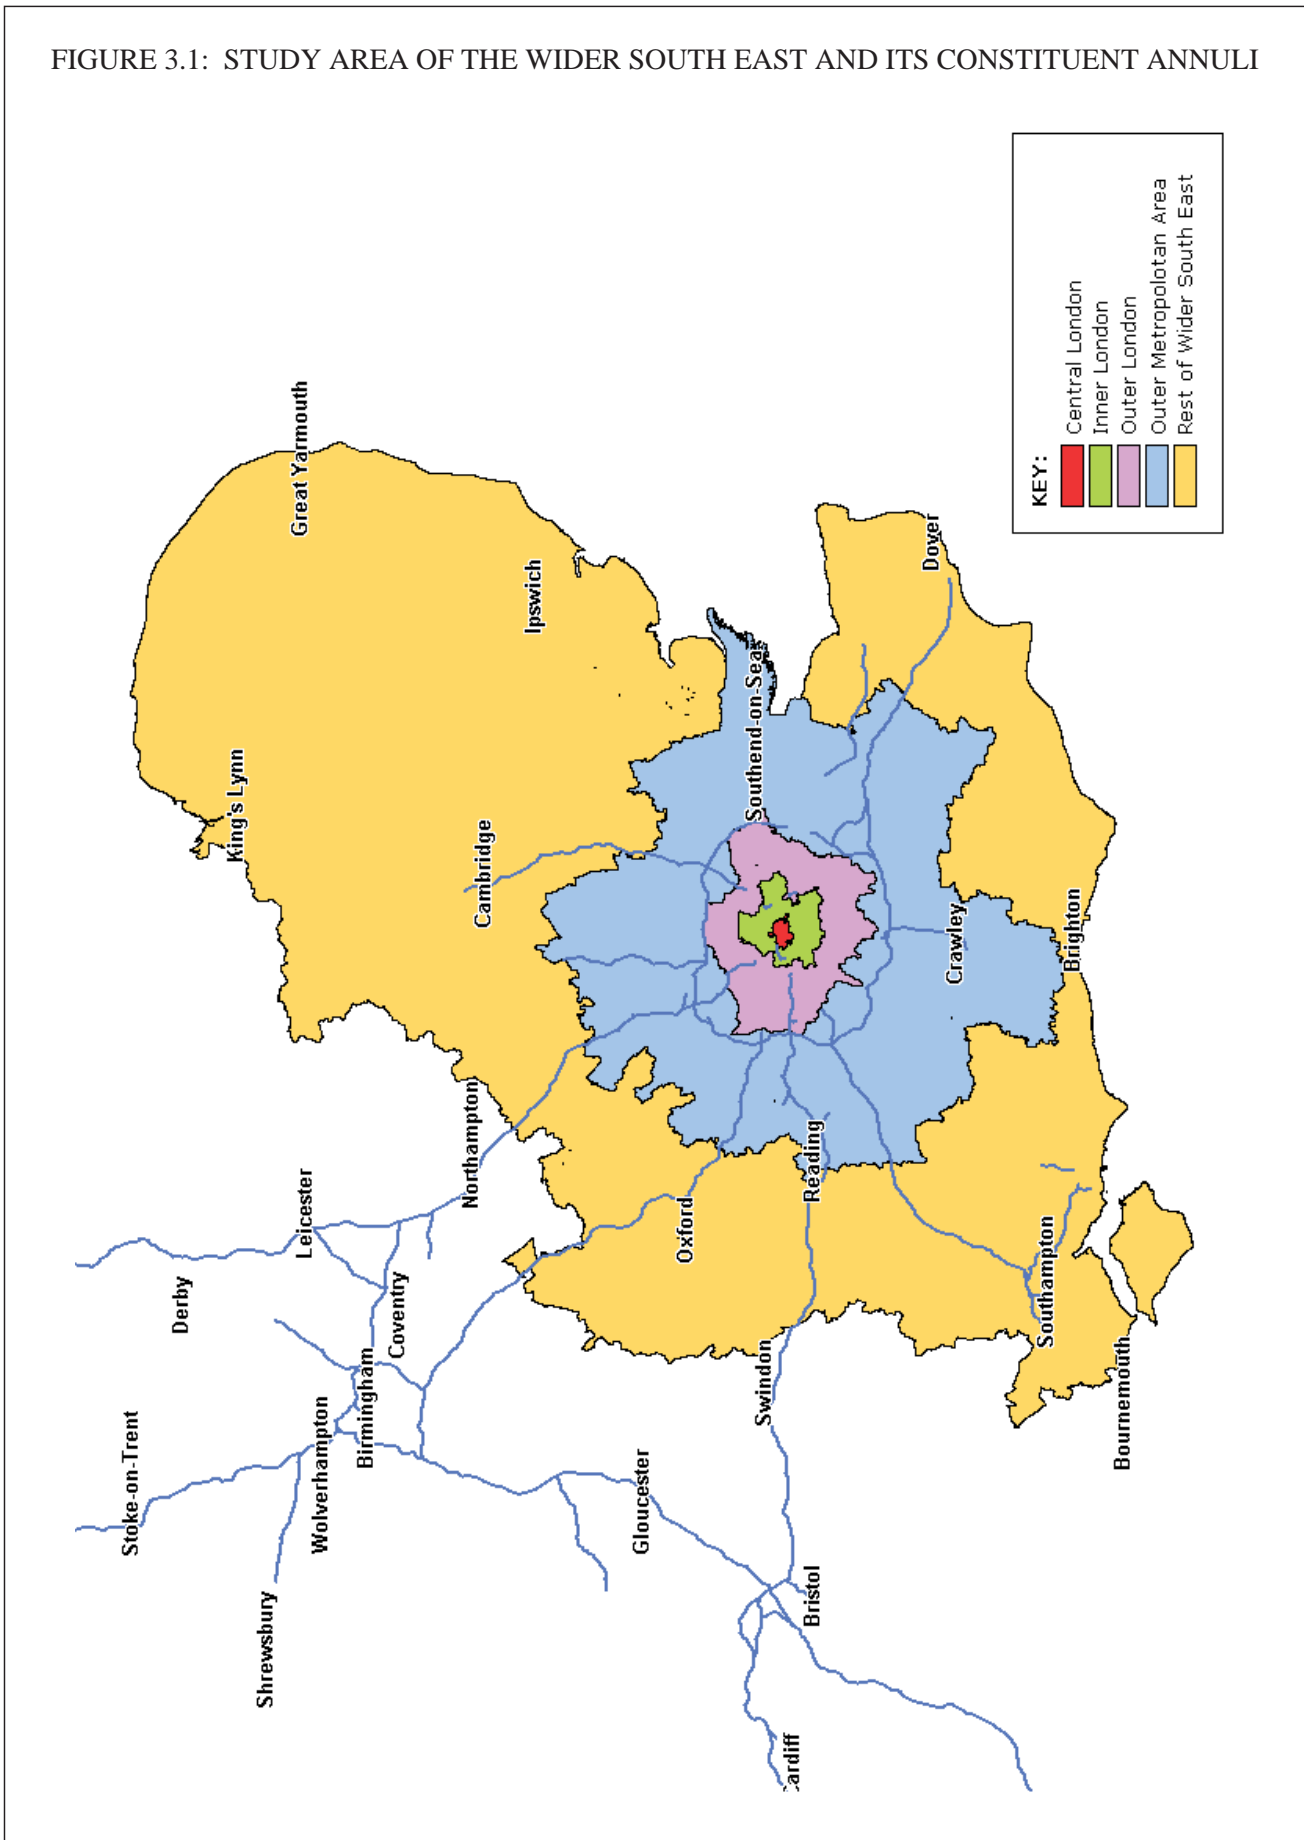 FIGURE 3.1: STUDY AREA OF THE WIDER SOUTH EAST AND ITS CONSTITUENT ANNULI
Stoke-on-Trent
Derby
Shrewsbury
Leicester
Great Yarmouth
King's Lynn
Wolverhampton
Birmingham
Coventry
Northampton
Cambridge
Ipswich
Gloucester
Oxford
Southend-on-Sea
Swindon
ardiff
Bristol
Reading
Dover
Crawley
Southampton
Brighton
Bournemouth
KEY:
Central London
Inner London
Outer London
Outer Metropolotan Area
Rest of Wider South East